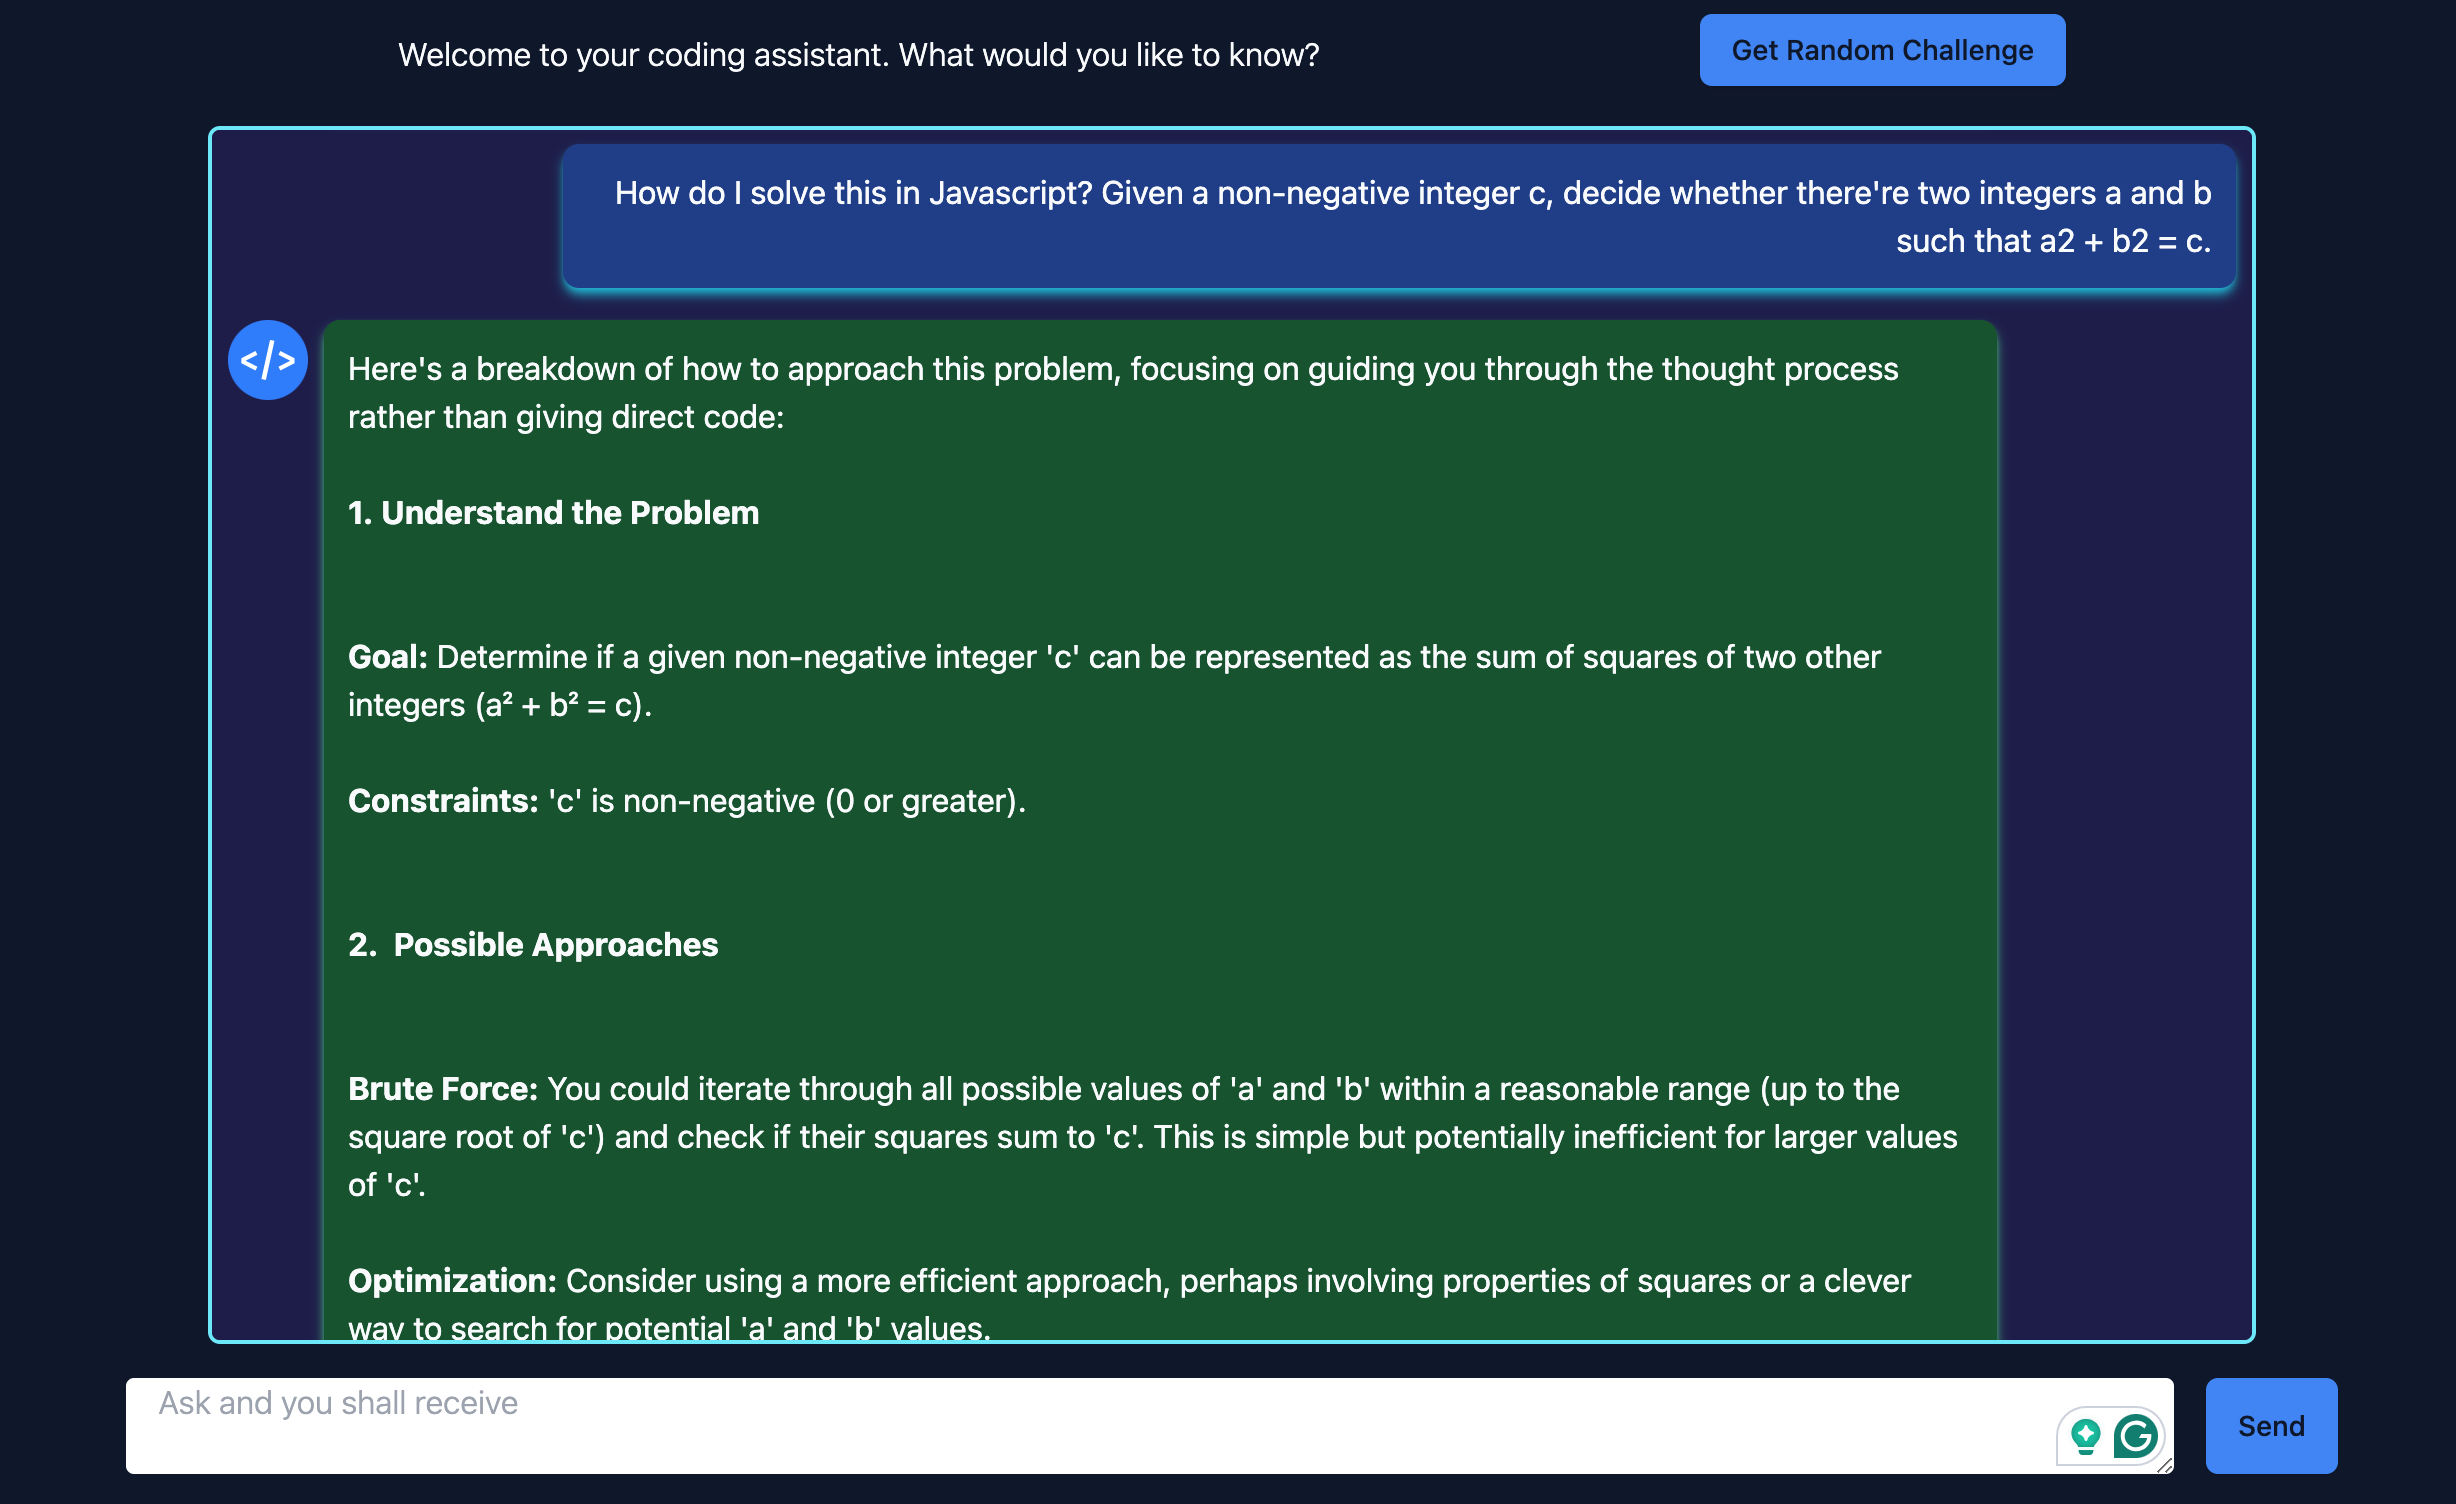 Welcome to your coding assistant. What would you like to know?
Get Random Challenge
How do I solve this in Javascript? Given a non-negative integer c, decide whether there're two integers a and b
such that a2 + b2 = c.
</>
Here's a breakdown of how to approach this problem, focusing on guiding you through the thought process
rather than giving direct code:
1. Understand the Problem
Goal: Determine if a given non-negative integer 'c' can be represented as the sum of squares of two other
integers (a² + b² = c).
Constraints: 'c' is non-negative (0 or greater).
2. Possible Approaches
Brute Force: You could iterate through all possible values of 'a' and 'b' within a reasonable range (up to the
square root of 'c') and check if their squares sum to 'c'. This is simple but potentially inefficient for larger values
of 'c'.
Optimization: Consider using a more efficient approach, perhaps involving properties of squares or a clever
way to search for potential 'a' and 'b' values.
Ask and you shall receive
Send